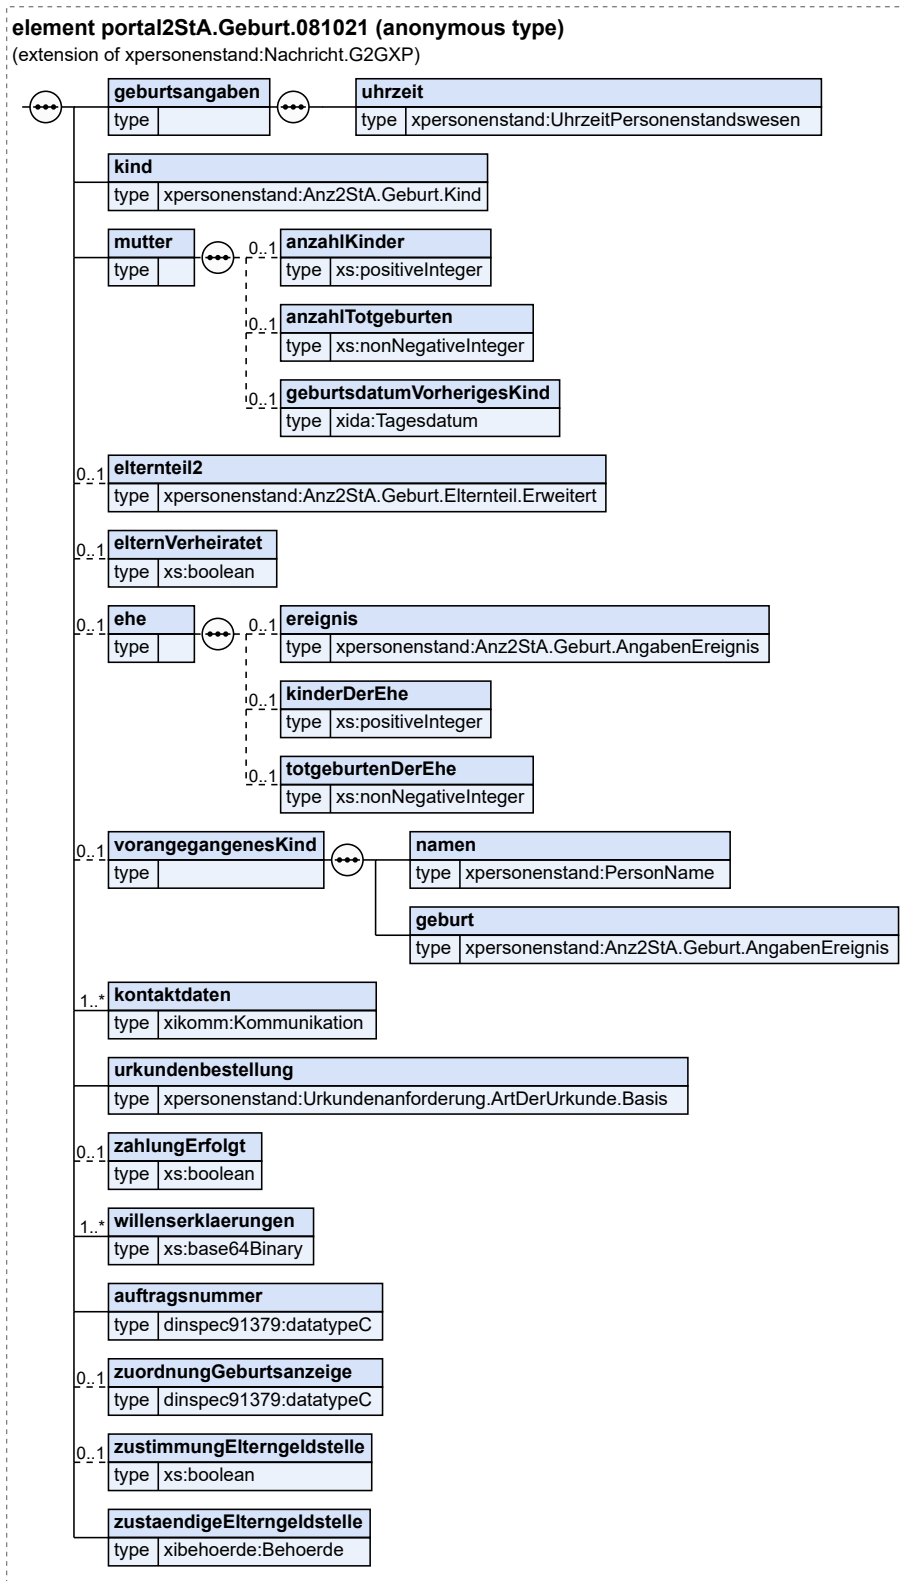 element portal2StA.Geburt.081021 (anonymous type)
(extension of xpersonenstand:Nachricht.G2GXP)
geburtsangaben
type
uhrzeit
type xpersonenstand:UhrzeitPersonenstandswesen
kind
type xpersonenstand:Anz2StA.Geburt.Kind
mutter
type
0..1 anzahlKinder
type xs:positiveInteger
0..1 anzahlTotgeburten
type xs:nonNegativeInteger
0..1 geburtsdatumVorherigesKind
type xida:Tagesdatum
0..1 elternteil2
type xpersonenstand:Anz2StA.Geburt.Elternteil.Erweitert
0..1 elternVerheiratet
type xs:boolean
0..1 ehe
type
0..1 ereignis
type xpersonenstand:Anz2StA.Geburt.AngabenEreignis
0..1 kinderDerEhe
type xs:positiveInteger
0..1 totgeburtenDerEhe
type xs:nonNegativeInteger
0..1 vorangegangenesKind
type
namen
type xpersonenstand:PersonName
geburt
type xpersonenstand:Anz2StA.Geburt.AngabenEreignis
1..* kontaktdaten
type xikomm:Kommunikation
urkundenbestellung
type xpersonenstand:Urkundenanforderung.ArtDerUrkunde.Basis
0..1 zahlungErfolgt
type xs:boolean
1..* willenserklaerungen
type xs:base64Binary
auftragsnummer
type dinspec91379:datatypeC
0..1 zuordnungGeburtsanzeige
type dinspec91379:datatypeC
0..1 zustimmungElterngeldstelle
type xs:boolean
zustaendigeElterngeldstelle
type xibehoerde:Behoerde